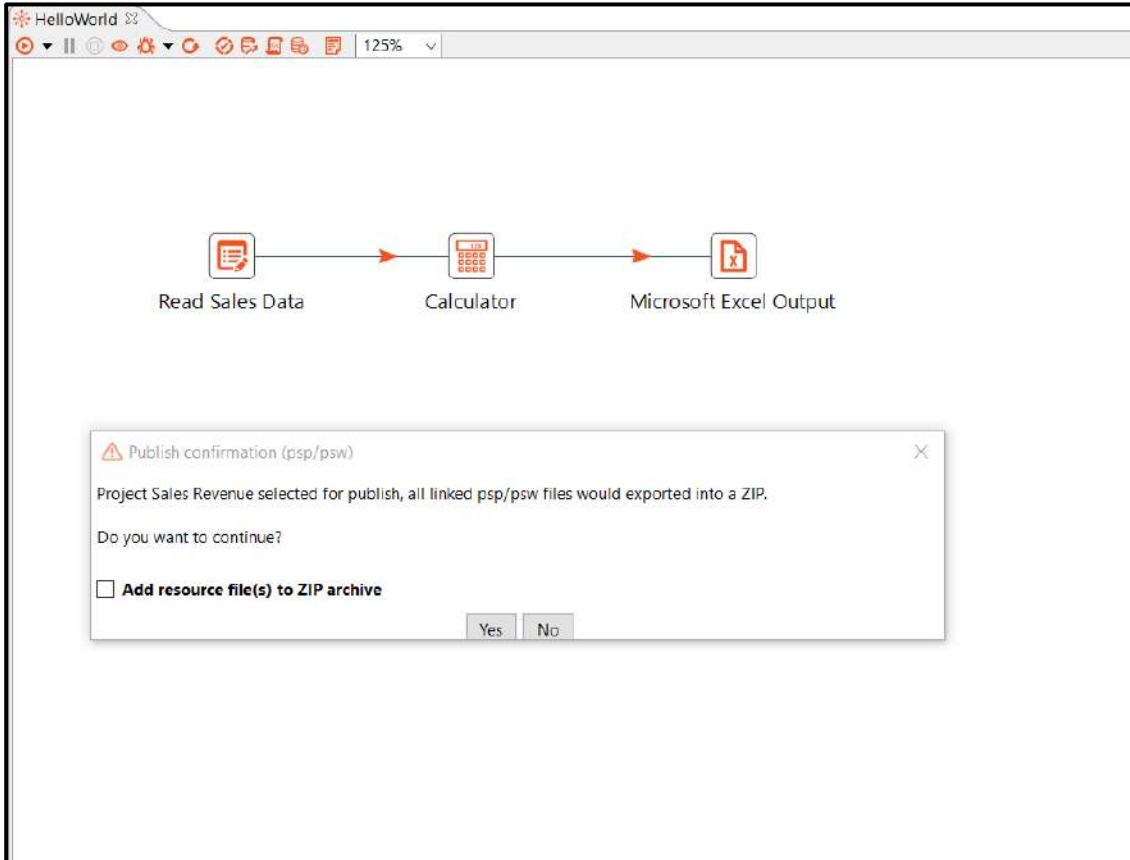 HelloWorld
125%
Read Sales Data
Calculator
Microsoft Excel Output
Publish confirmation (psp/psw)
Project Sales Revenue selected for publish, all linked psp/psw files would exported into a ZIP.
Do you want to continue?
Add resource file(s) to ZIP archive
Yes No